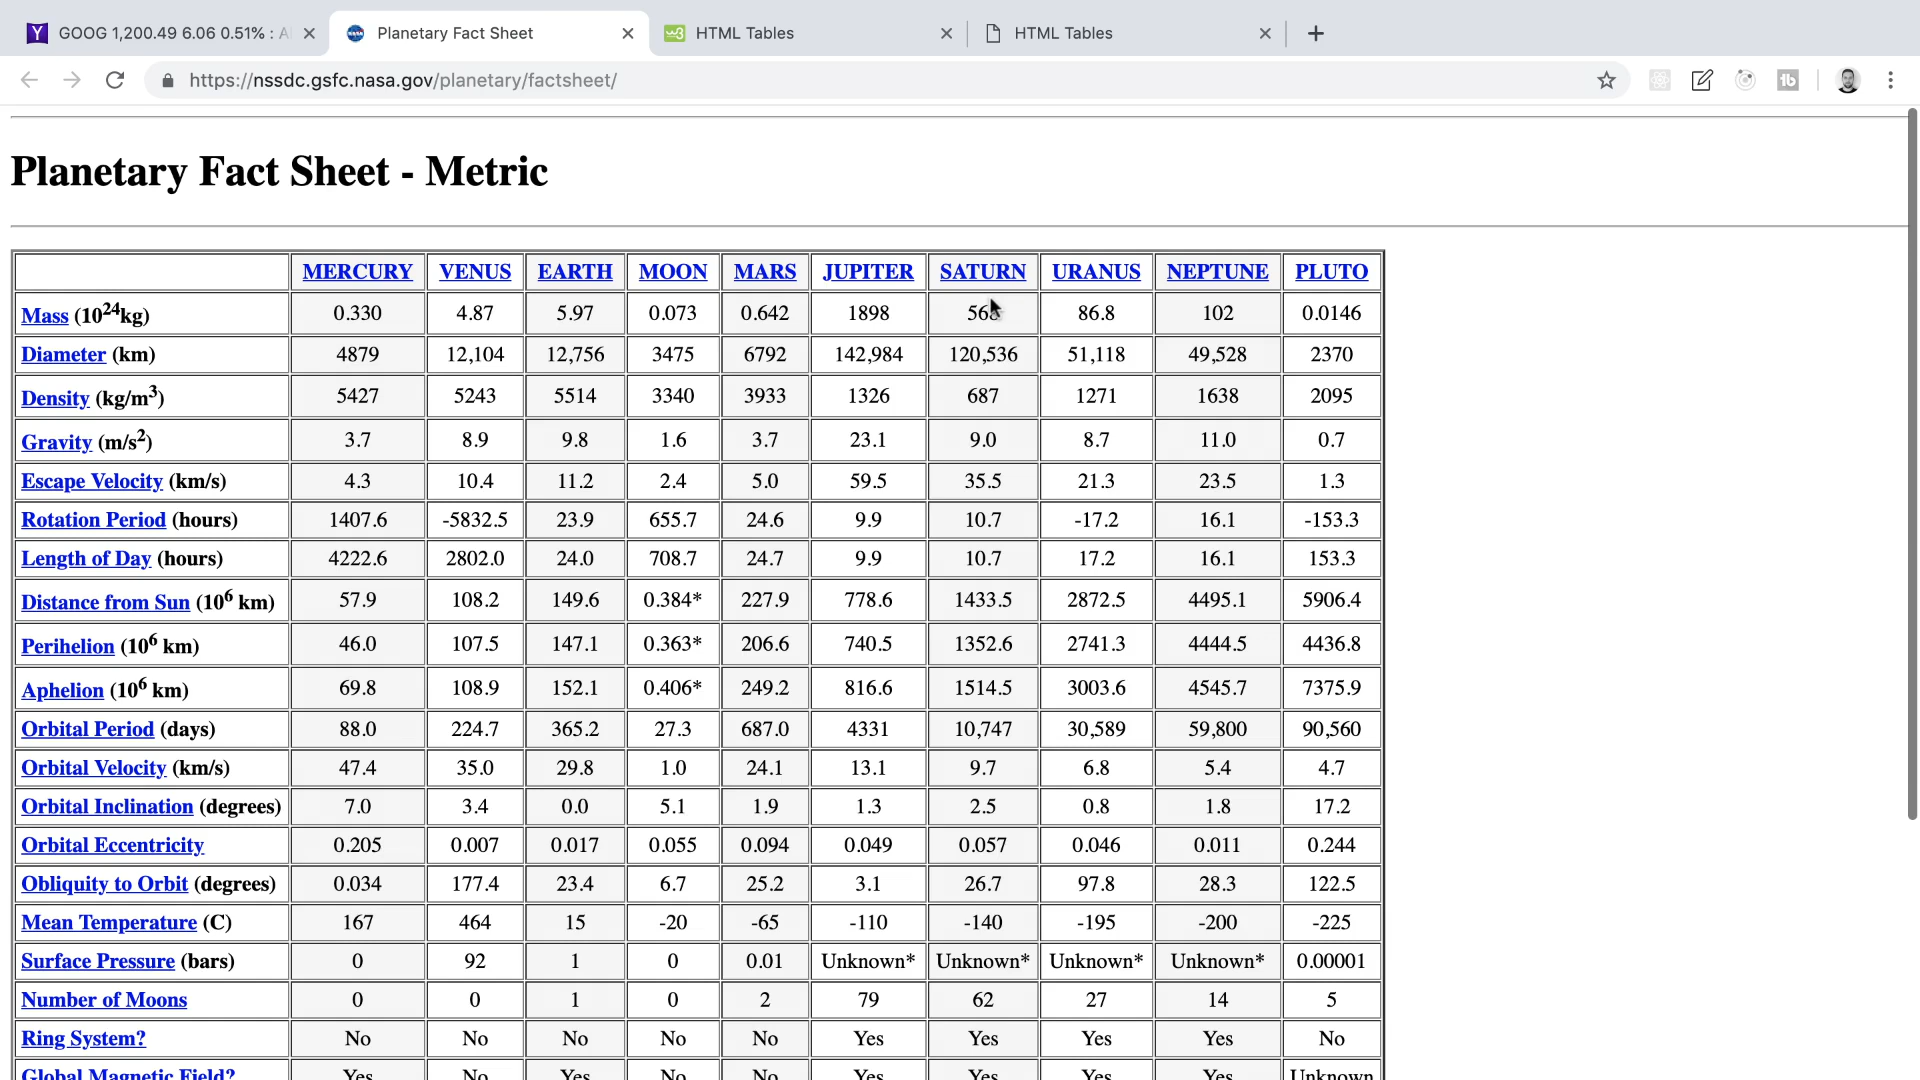 GOOG 1,200.49 6.06 0.51% : A
Planetary Fact Sheet
HTML Tables
HTML Tables
https://nssdc.gsfc.nasa.gov/planetary/factsheet/
Planetary Fact Sheet - Metric
MERCURY VENUS EARTH MOON MARS JUPITER SATURN URANUS NEPTUNE PLUTO
Mass (10^24kg) 0.330 4.87 5.97 0.073 0.642 1898 568 86.8 102 0.0146
Diameter (km) 4879 12,104 12,756 3475 6792 142,984 120,536 51,118 49,528 2370
Density (kg/m^3) 5427 5243 5514 3340 3933 1326 687 1271 1638 2095
Gravity (m/s^2) 3.7 8.9 9.8 1.6 3.7 23.1 9.0 8.7 11.0 0.7
Escape Velocity (km/s) 4.3 10.4 11.2 2.4 5.0 59.5 35.5 21.3 23.5 1.3
Rotation Period (hours) 1407.6 -5832.5 23.9 655.7 24.6 9.9 10.7 -17.2 16.1 -153.3
Length of Day (hours) 4222.6 2802.0 24.0 708.7 24.7 9.9 10.7 17.2 16.1 153.3
Distance from Sun (10^6 km) 57.9 108.2 149.6 0.384* 227.9 778.6 1433.5 2872.5 4495.1 5906.4
Perihelion (10^6 km) 46.0 107.5 147.1 0.363* 206.6 740.5 1352.6 2741.3 4444.5 4436.8
Aphelion (10^6 km) 69.8 108.9 152.1 0.406* 249.2 816.6 1514.5 3003.6 4545.7 7375.9
Orbital Period (days) 88.0 224.7 365.2 27.3 687.0 4331 10,747 30,589 59,800 90,560
Orbital Velocity (km/s) 47.4 35.0 29.8 1.0 24.1 13.1 9.7 6.8 5.4 4.7
Orbital Inclination (degrees) 7.0 3.4 0.0 5.1 1.9 1.3 2.5 0.8 1.8 17.2
Orbital Eccentricity 0.205 0.007 0.017 0.055 0.094 0.049 0.057 0.046 0.011 0.244
Obliquity to Orbit (degrees) 0.034 177.4 23.4 6.7 25.2 3.1 26.7 97.8 28.3 122.5
Mean Temperature (C) 167 464 15 -20 -65 -110 -140 -195 -200 -225
Surface Pressure (bars) 0 92 1 0 0.01 Unknown* Unknown* Unknown* Unknown* 0.00001
Number of Moons 0 0 1 0 2 79 62 27 14 5
Ring System? No No No No No Yes Yes Yes Yes No
Global Magnetic Field? Yes No Yes No No Yes Yes Yes Yes Unknown